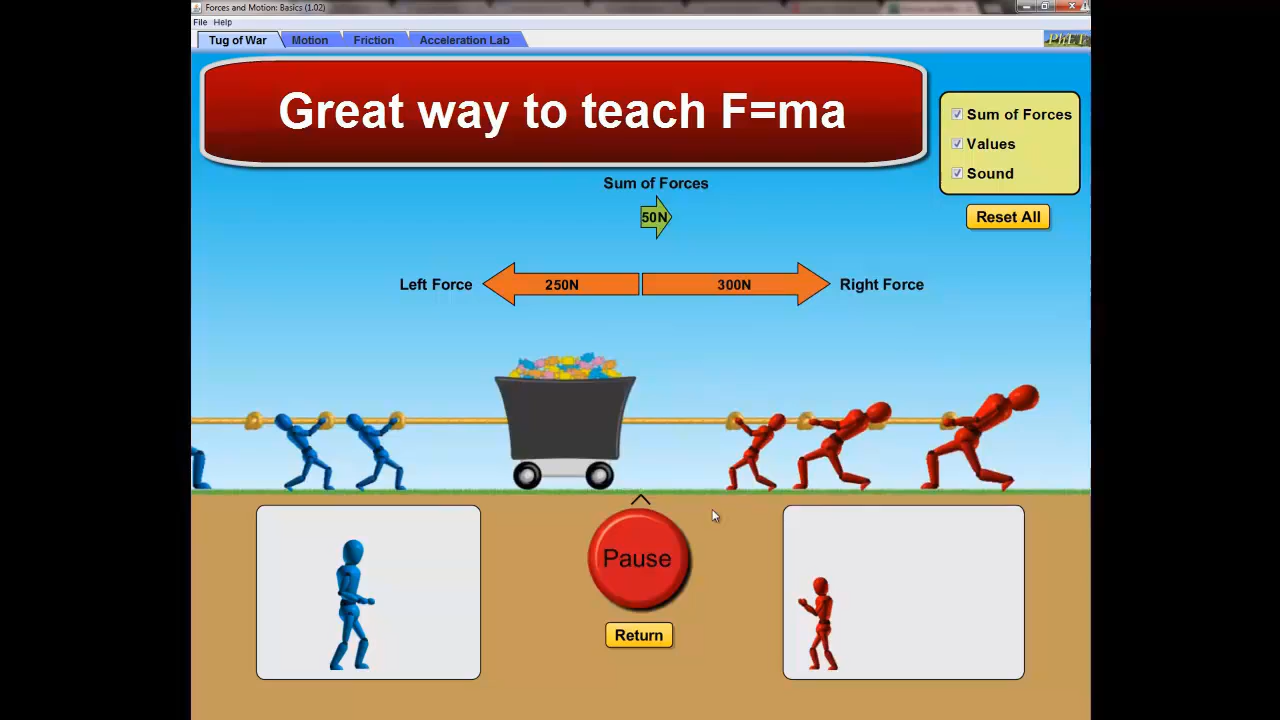 Forces and Motion: Basics (1.02)
File Help
Tug of War Motion Friction Acceleration Lab
PhET
Great way to teach F=ma
Sum of Forces
Values
Sound
Reset All
Sum of Forces
50N
Left Force 250N 300N Right Force
Pause
Return